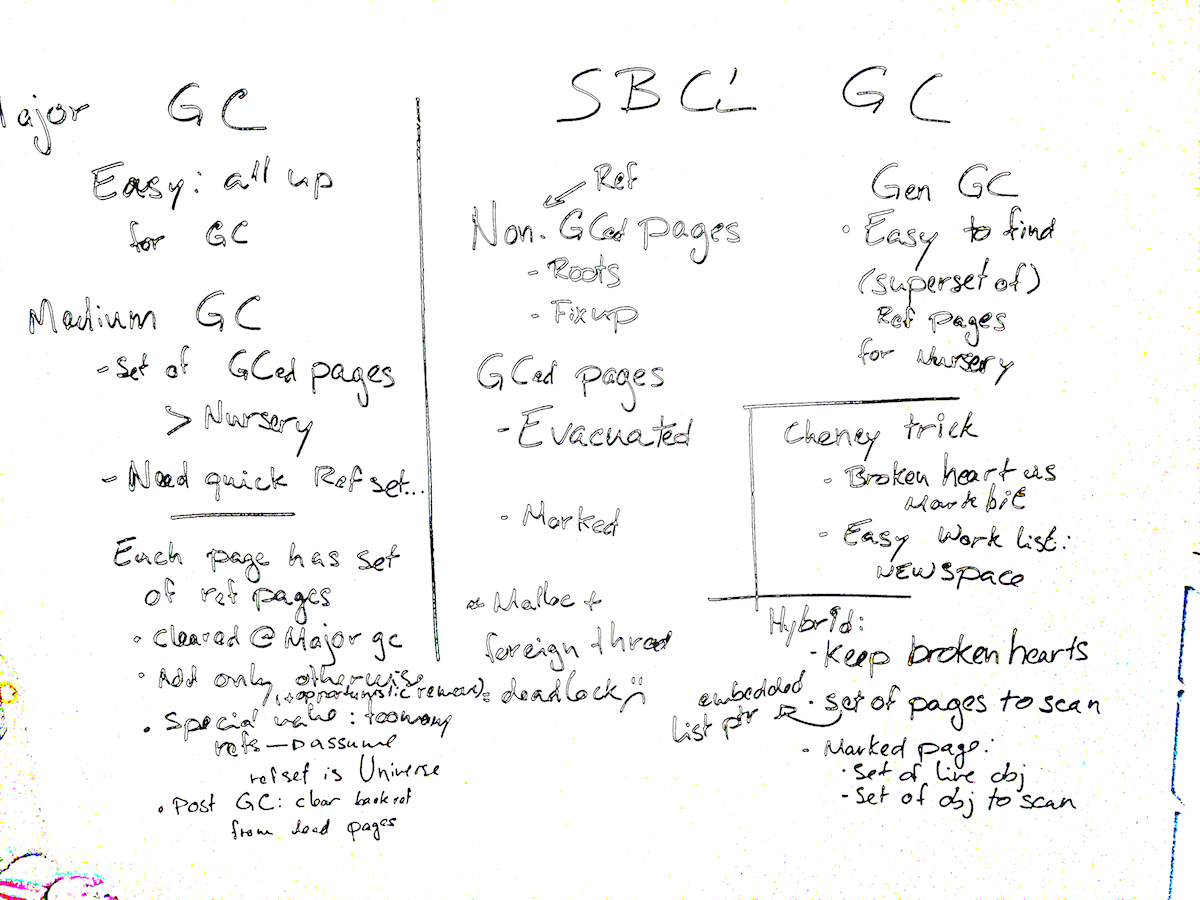 Major GC
Easy: all up
for GC
Medium GC
- Set of GCed pages
> Nursery
- Need quick Ref set...
Each page has set
of ref pages
• Cleared @ Major gc
• Add only otherwise
(+ opportunistic removes)
• Special value: too many
refs → assume
refset is Universe
• Post GC: clear backref
from dead pages
SBCL GC
Ref
Non-GCed pages
- Roots
- Fixup
GCed pages
- Evacuated
- Marked
* Malloc +
foreign thread
= deadlock :(
Gen GC
• Easy to find
(superset of)
Ref pages
for Nursery
Cheney trick
- Broken heart as
Mark bit
- Easy Work list:
NEWSPACE
Hybrid:
- Keep broken hearts
• set of pages to scan
embedded
list ptr
• Marked page:
• Set of live obj
- Set of obj to scan